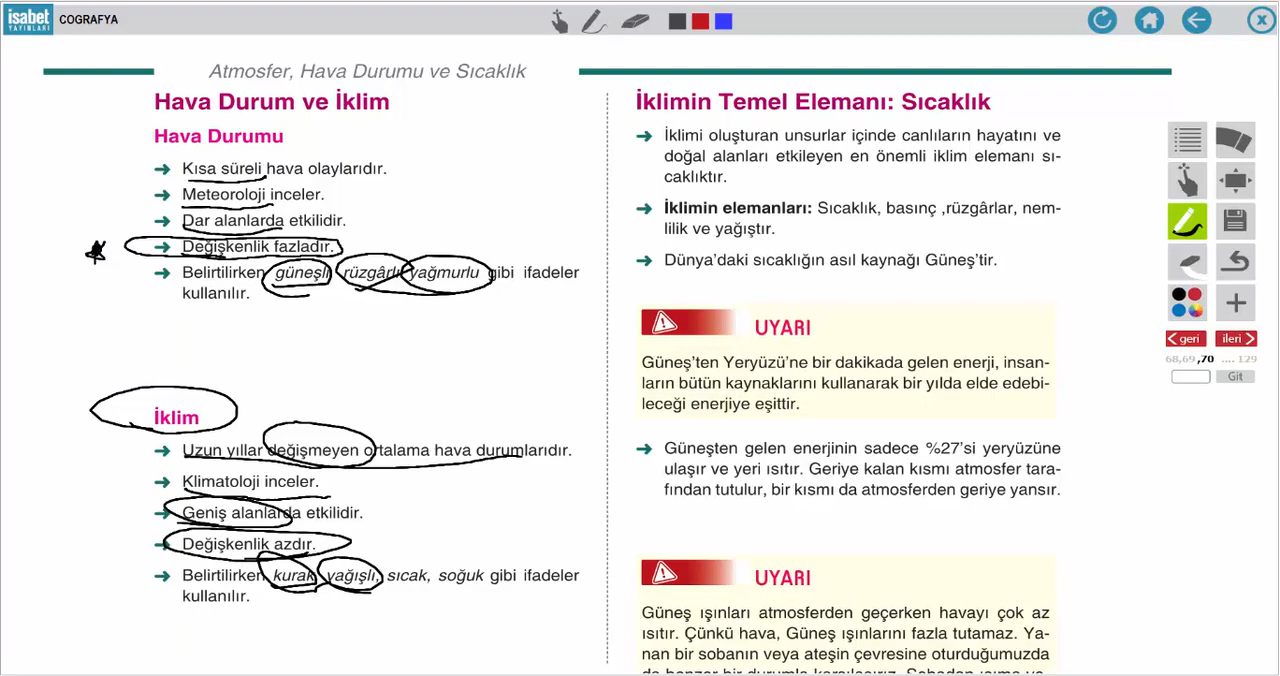 isabet
YAYINLARI
COGRAFYA
Atmosfer, Hava Durumu ve Sıcaklık
Hava Durum ve İklim
Hava Durumu
➜ Kısa süreli hava olaylarıdır.
➜ Meteoroloji inceler.
➜ Dar alanlarda etkilidir.
➜ Değişkenlik fazladır.
➜ Belirtilirken güneşli rüzgârlı yağmurlu gibi ifadeler
kullanılır.
İklim
➜ Uzun yıllar değişmeyen ortalama hava durumlarıdır.
➜ Klimatoloji inceler.
➜ Geniş alanlarda etkilidir.
➜ Değişkenlik azdır.
➜ Belirtilirken kurak yağışlı, sıcak, soğuk gibi ifadeler
kullanılır.
İklimin Temel Elemanı: Sıcaklık
➜ İklimi oluşturan unsurlar içinde canlıların hayatını ve
doğal alanları etkileyen en önemli iklim elemanı sı-
caklıktır.
➜ İklimin elemanları: Sıcaklık, basınç ,rüzgârlar, nem-
lilik ve yağıştır.
➜ Dünya'daki sıcaklığın asıl kaynağı Güneş'tir.
UYARI
Güneş'ten Yeryüzü'ne bir dakikada gelen enerji, insan-
ların bütün kaynaklarını kullanarak bir yılda elde edebi-
leceği enerjiye eşittir.
➜ Güneşten gelen enerjinin sadece %27'si yeryüzüne
ulaşır ve yeri ısıtır. Geriye kalan kısmı atmosfer tara-
fından tutulur, bir kısmı da atmosferden geriye yansır.
UYARI
Güneş ışınları atmosferden geçerken havayı çok az
ısıtır. Çünkü hava, Güneş ışınlarını fazla tutamaz. Ya-
nan bir sobanın veya ateşin çevresine oturduğumuzda
geri
ileri
68,69,70 .... 129
Git